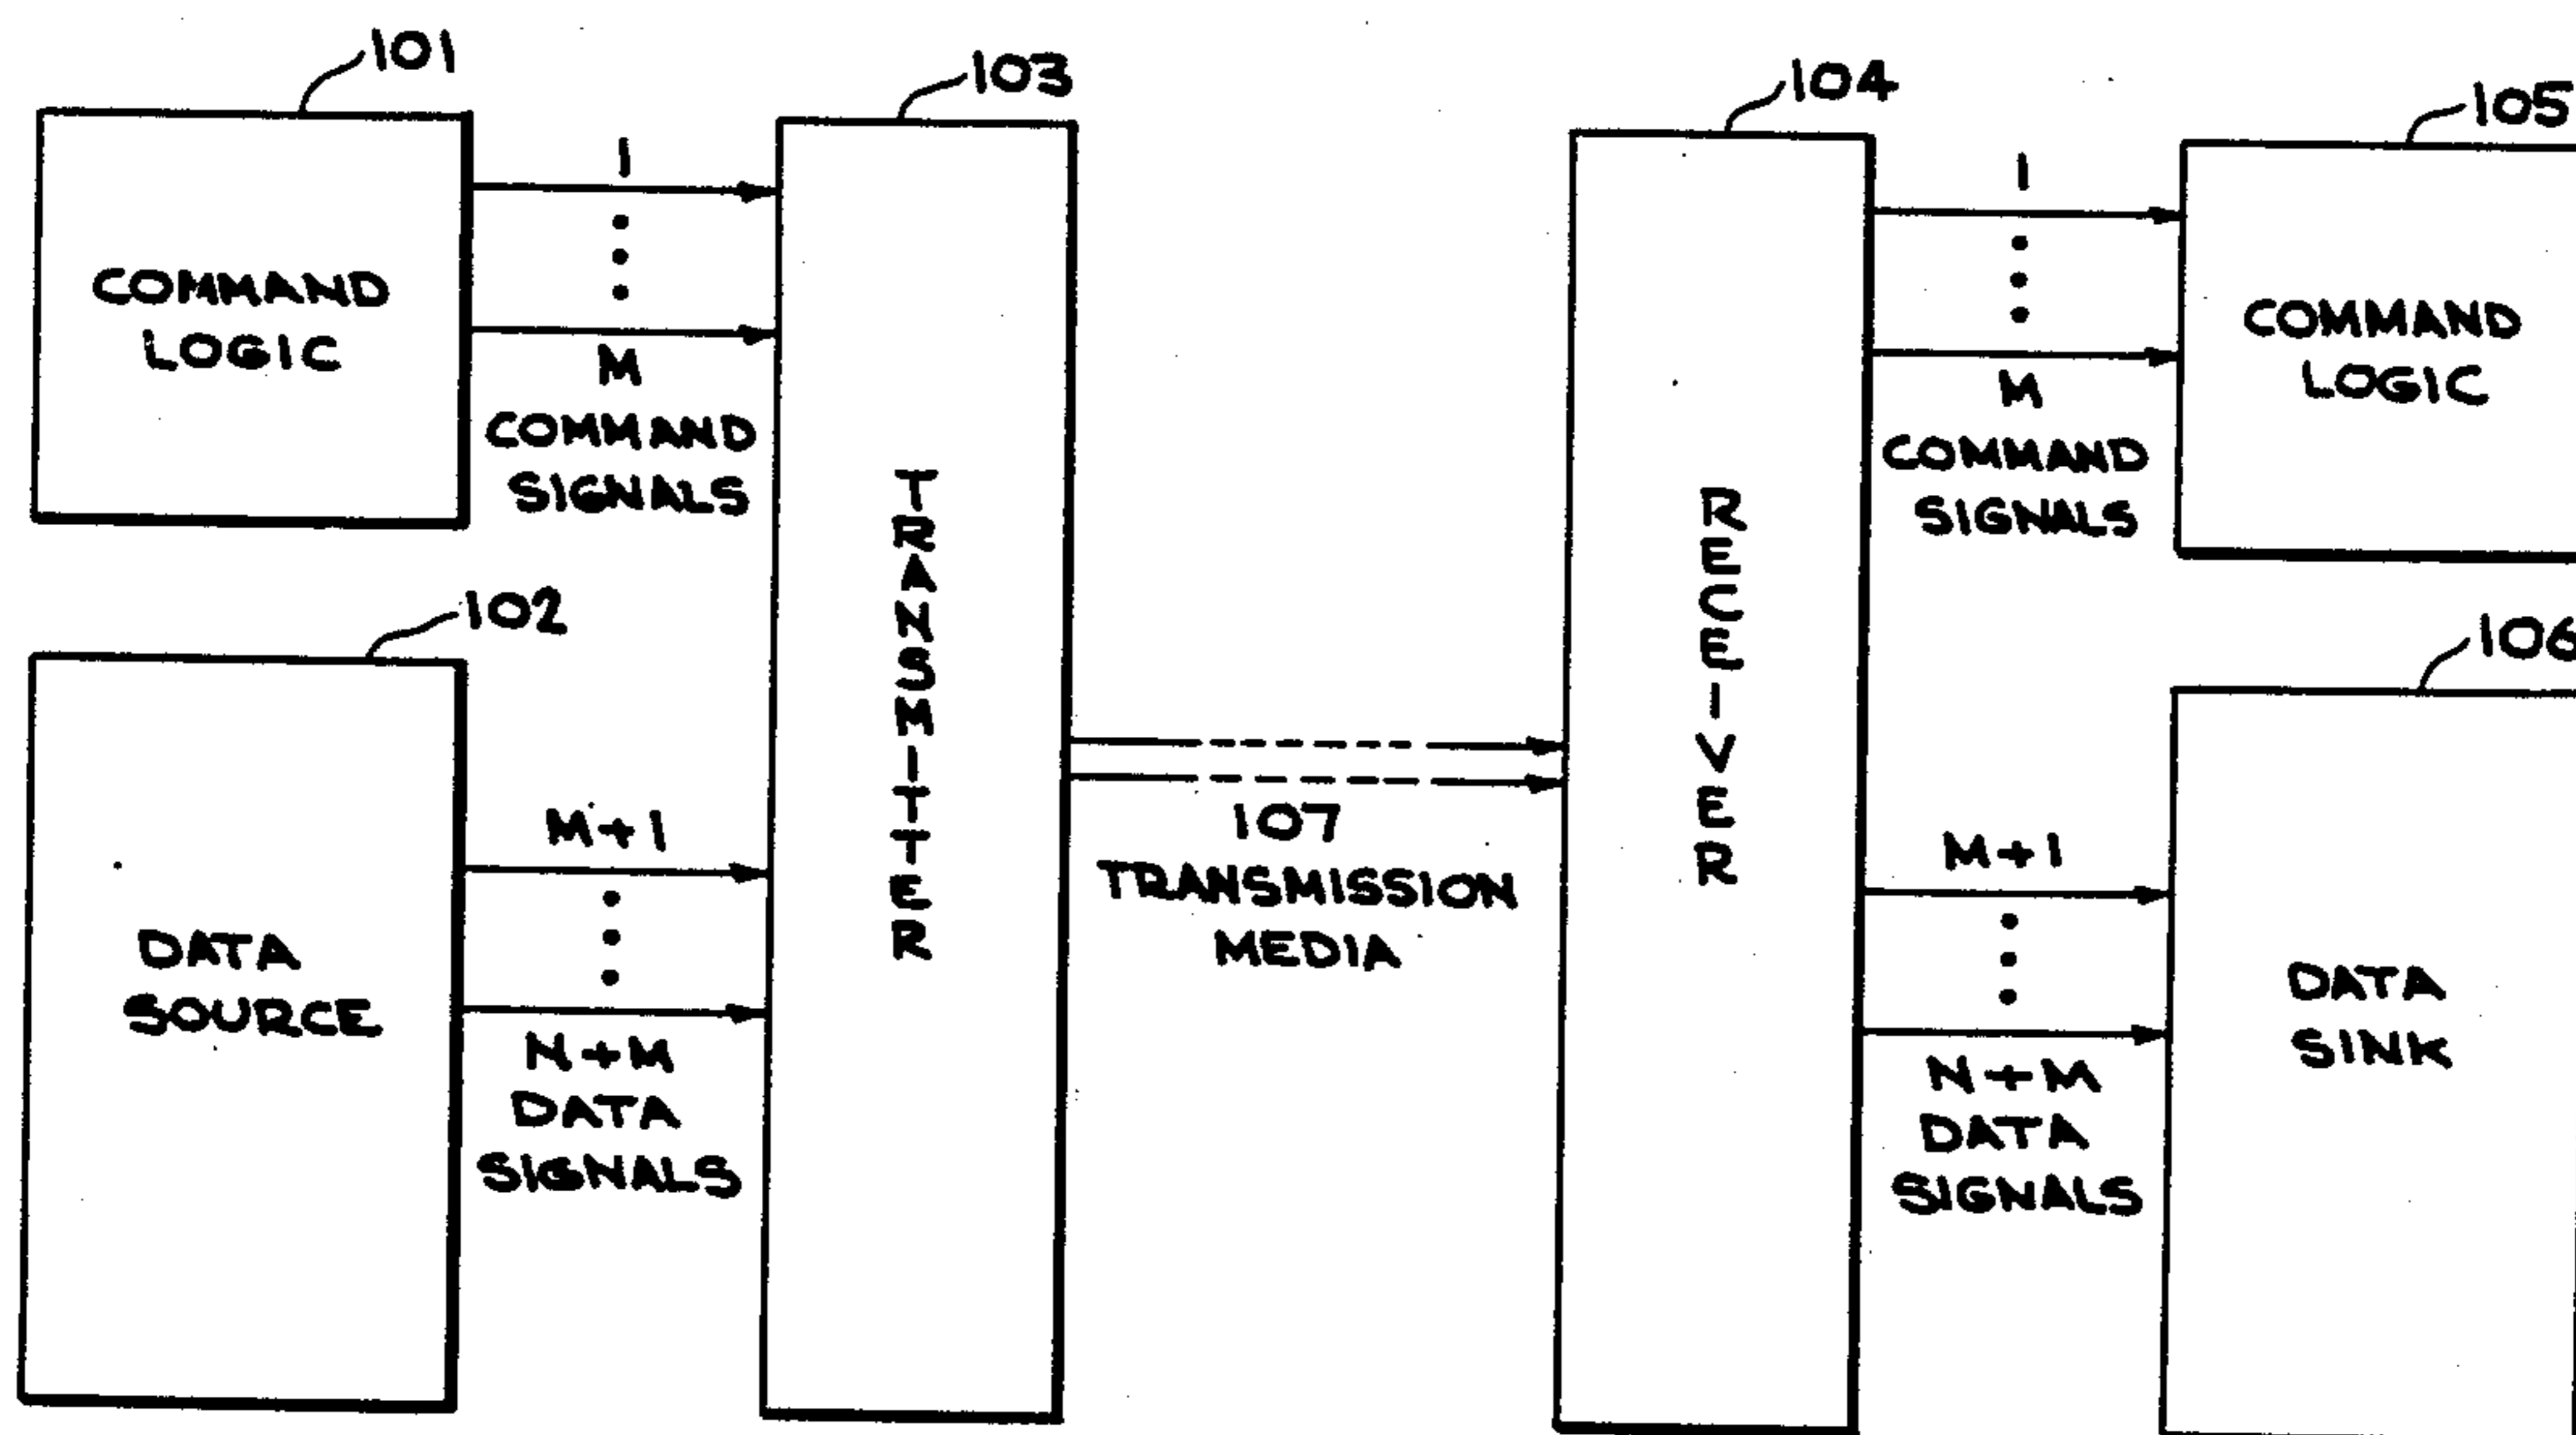 101
103
104
105
1
1
COMMAND
LOGIC
M
COMMAND
SIGNALS
COMMAND
LOGIC
M
COMMAND
SIGNALS
TRANSMITTER
RECEIVER
102
106
M+1
107
TRANSMISSION
MEDIA
M+1
DATA
SOURCE
N+M
DATA
SIGNALS
DATA
SINK
N+M
DATA
SIGNALS